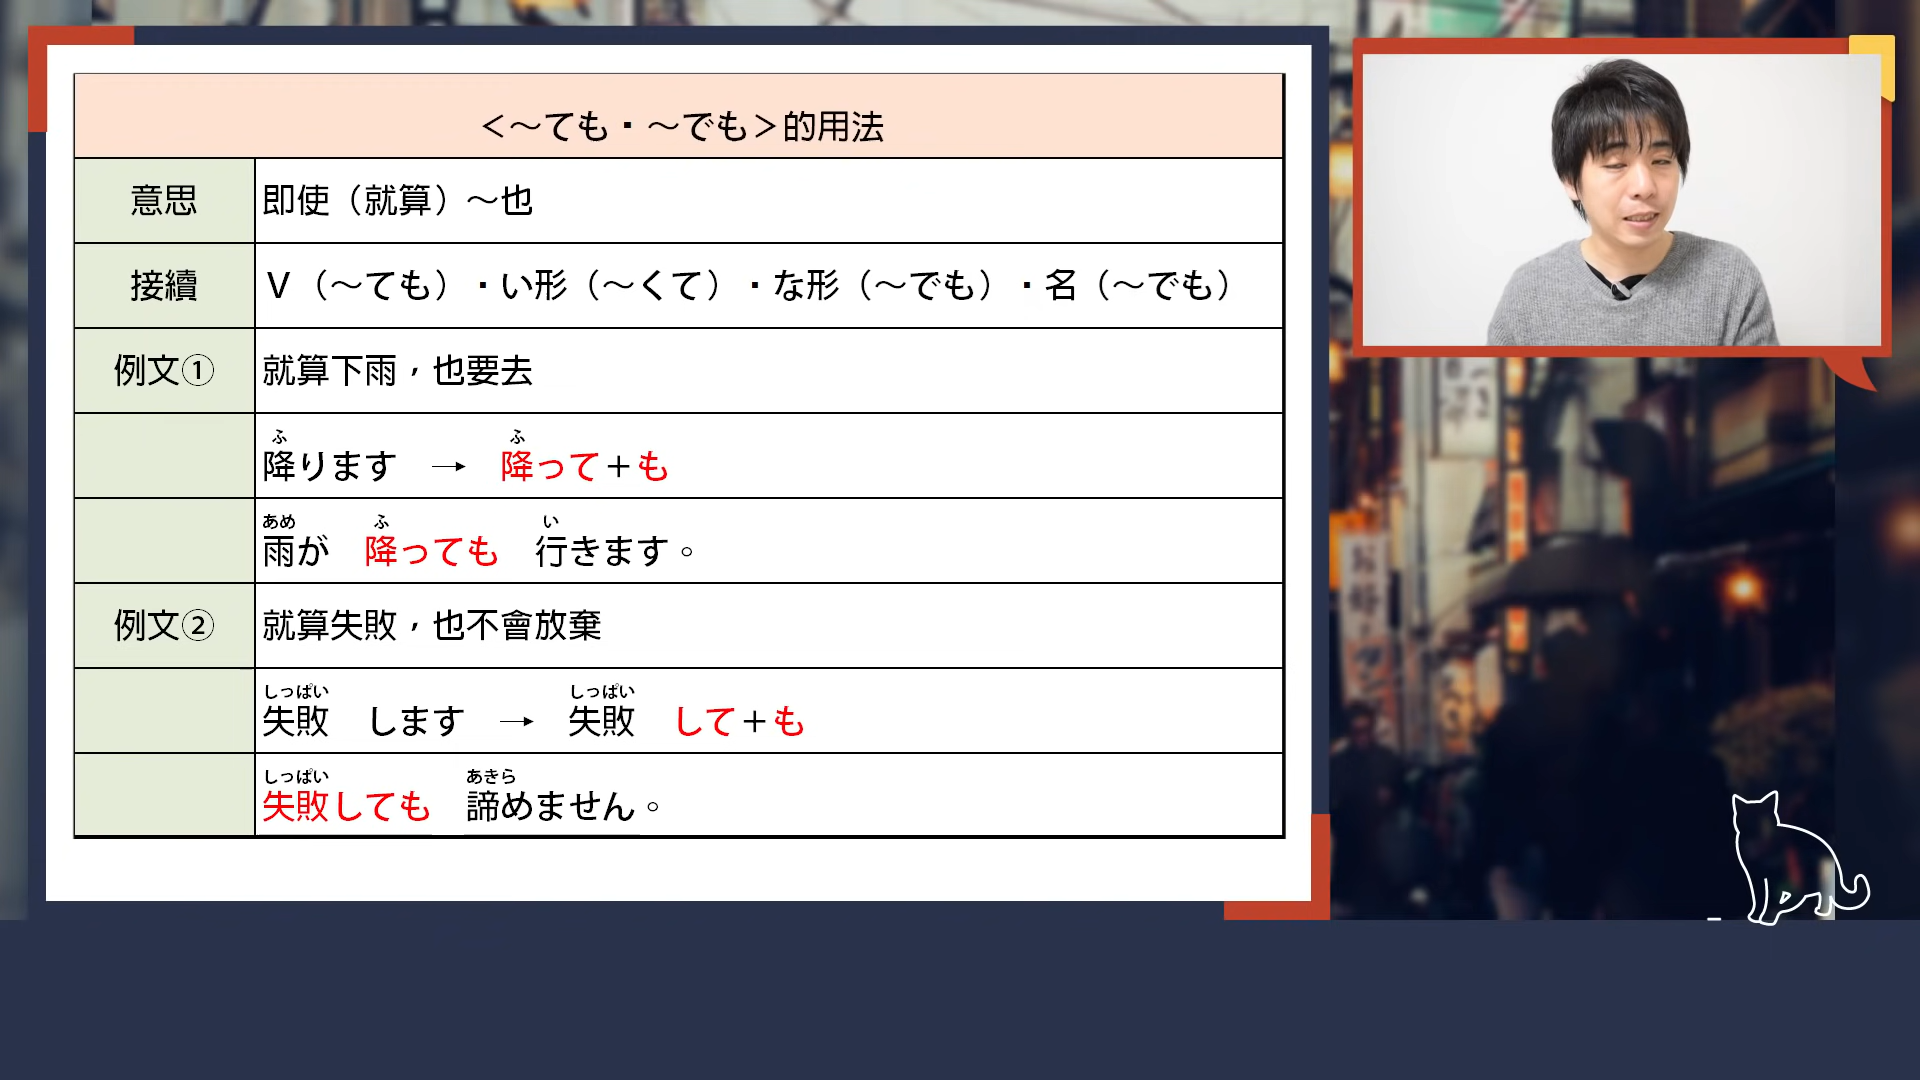 ＜～ても・～でも＞的用法
意思 即使（就算）～也
接續 Ｖ（～ても）・い形（～くて）・な形（～でも）・名（～でも）
例文① 就算下雨，也要去
ふ ふ
降ります → 降って＋も
あめ ふ い
雨が 降っても 行きます。
例文② 就算失敗，也不會放棄
しっぱい しっぱい
失敗 します → 失敗 して＋も
しっぱい あきら
失敗しても 諦めません。